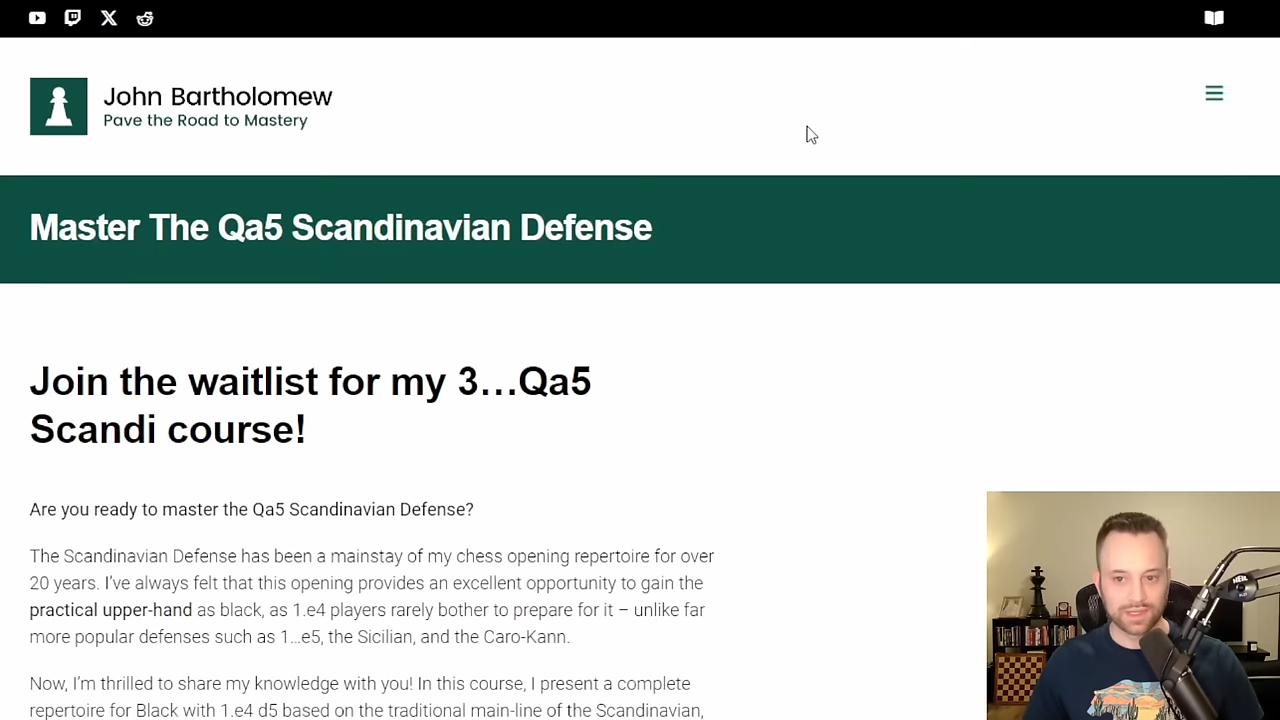 John Bartholomew
Pave the Road to Mastery
Master The Qa5 Scandinavian Defense
Join the waitlist for my 3…Qa5
Scandi course!
Are you ready to master the Qa5 Scandinavian Defense?
The Scandinavian Defense has been a mainstay of my chess opening repertoire for over
20 years. I’ve always felt that this opening provides an excellent opportunity to gain the
practical upper-hand as black, as 1.e4 players rarely bother to prepare for it – unlike far
more popular defenses such as 1…e5, the Sicilian, and the Caro-Kann.
Now, I’m thrilled to share my knowledge with you! In this course, I present a complete
repertoire for Black with 1.e4 d5 based on the traditional main-line of the Scandinavian,